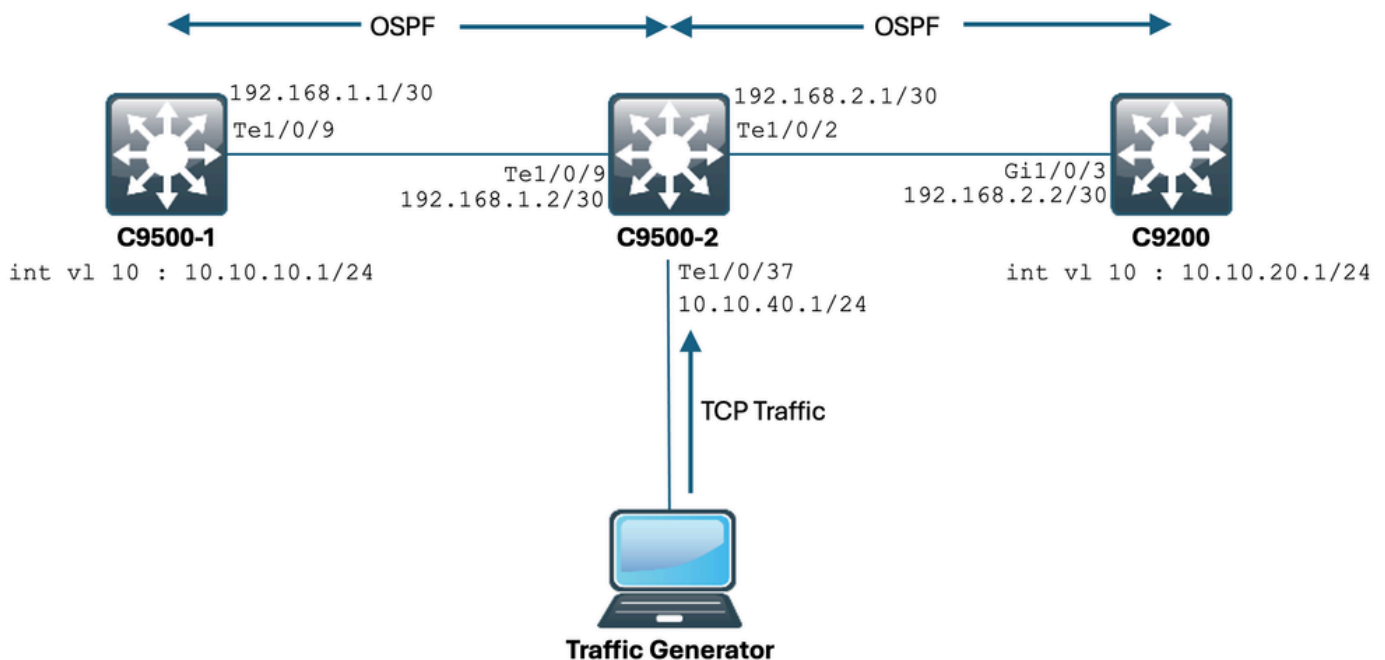 OSPF
OSPF
192.168.1.1/30
Te1/0/9
192.168.2.1/30
Te1/0/2
Te1/0/9
192.168.1.2/30
Gi1/0/3
192.168.2.2/30
C9500-1
C9500-2
C9200
int vl 10 : 10.10.10.1/24
Te1/0/37
10.10.40.1/24
int vl 10 : 10.10.20.1/24
TCP Traffic
Traffic Generator